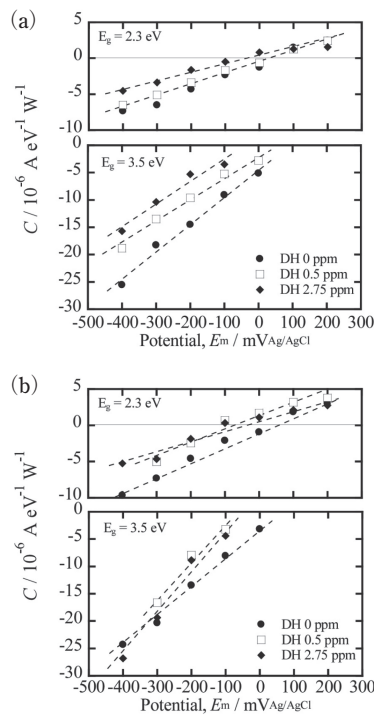 (a)
E_g = 2.3 eV
5
0
-5
-10
E_g = 3.5 eV
0
-5
-10
-15
-20
-25
-30
DH 0 ppm
DH 0.5 ppm
DH 2.75 ppm
C / 10^-6 A eV^-1 W^-1
-500 -400 -300 -200 -100 0 100 200 300
Potential, Em / mVAg/AgCl
(b)
E_g = 2.3 eV
5
0
-5
-10
E_g = 3.5 eV
0
-5
-10
-15
-20
-25
-30
DH 0 ppm
DH 0.5 ppm
DH 2.75 ppm
C / 10^-6 A eV^-1 W^-1
-500 -400 -300 -200 -100 0 100 200 300
Potential, Em / mVAg/AgCl